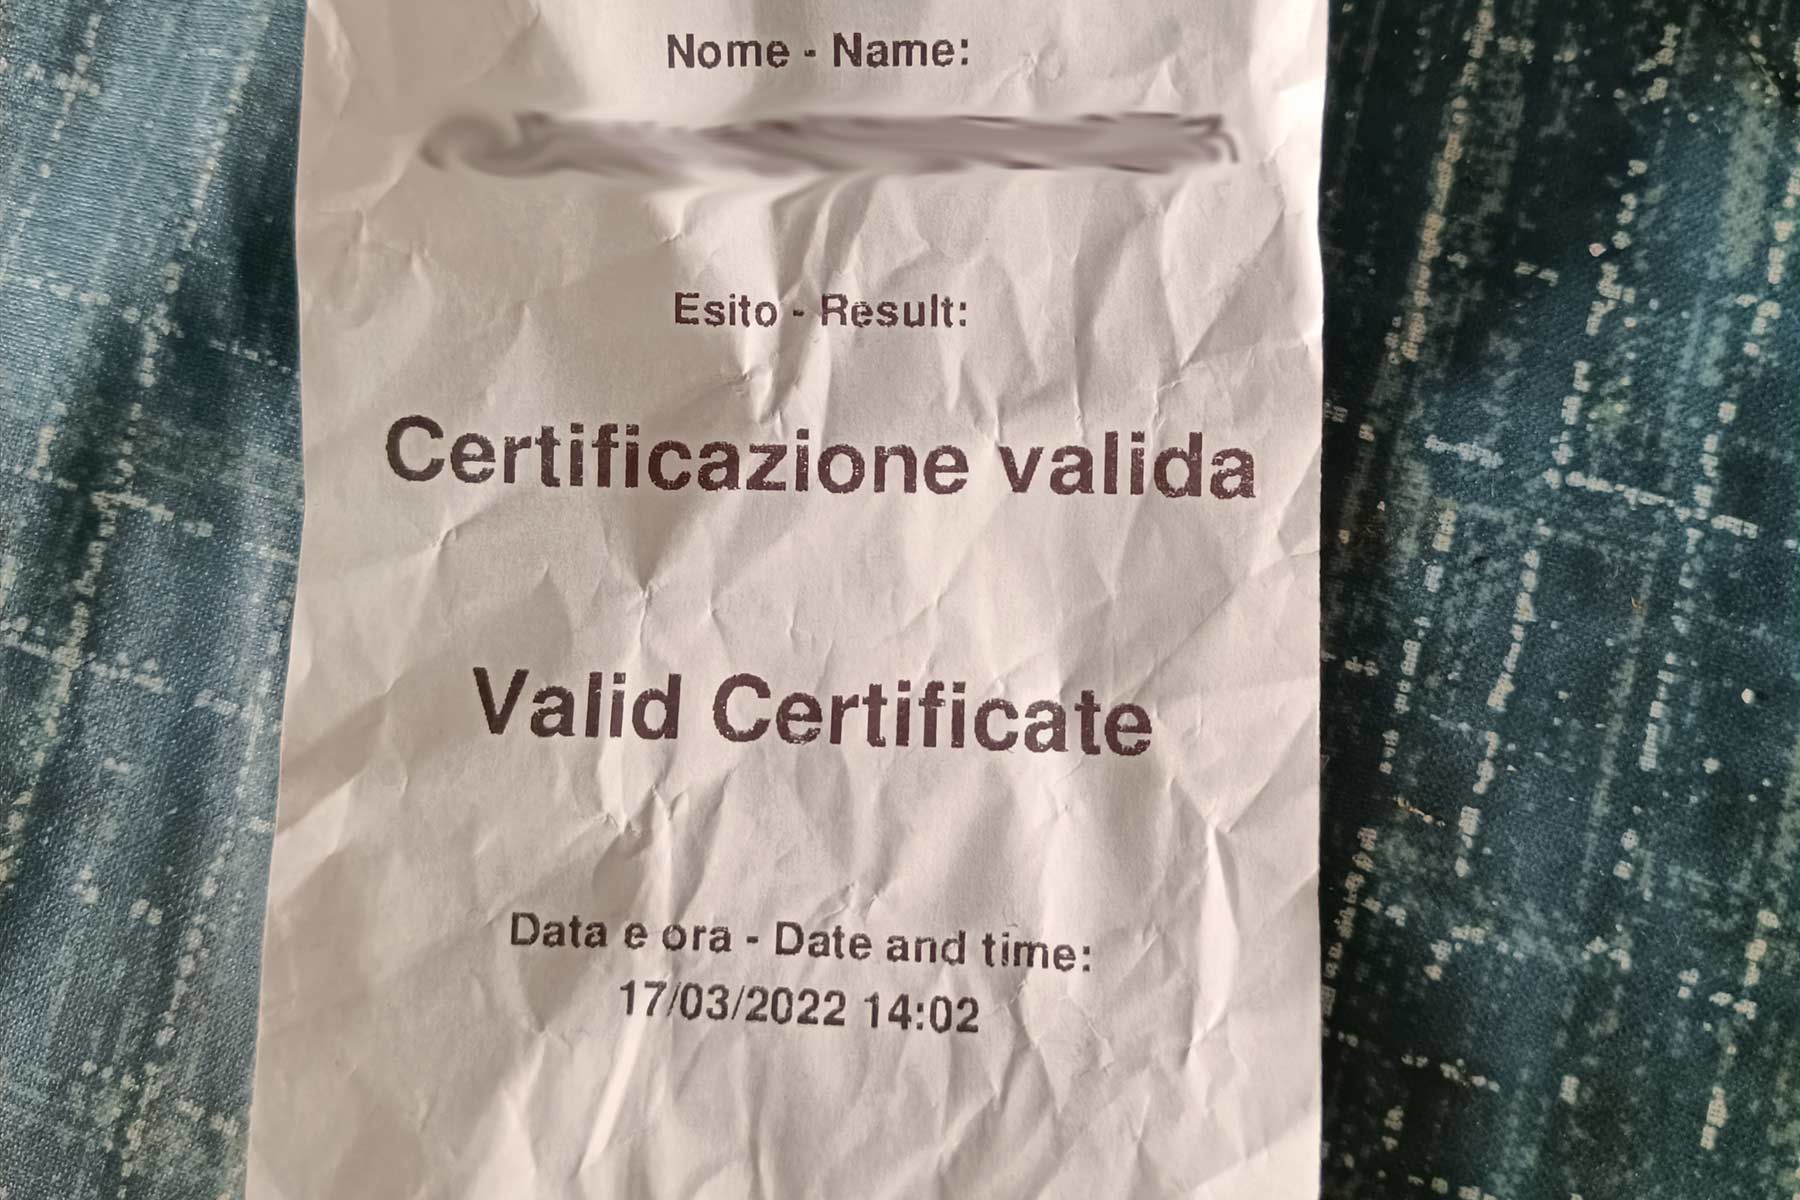 Nome - Name:
Esito - Result:
Certificazione valida
Valid Certificate
Data e ora - Date and time:
17/03/2022 14:02